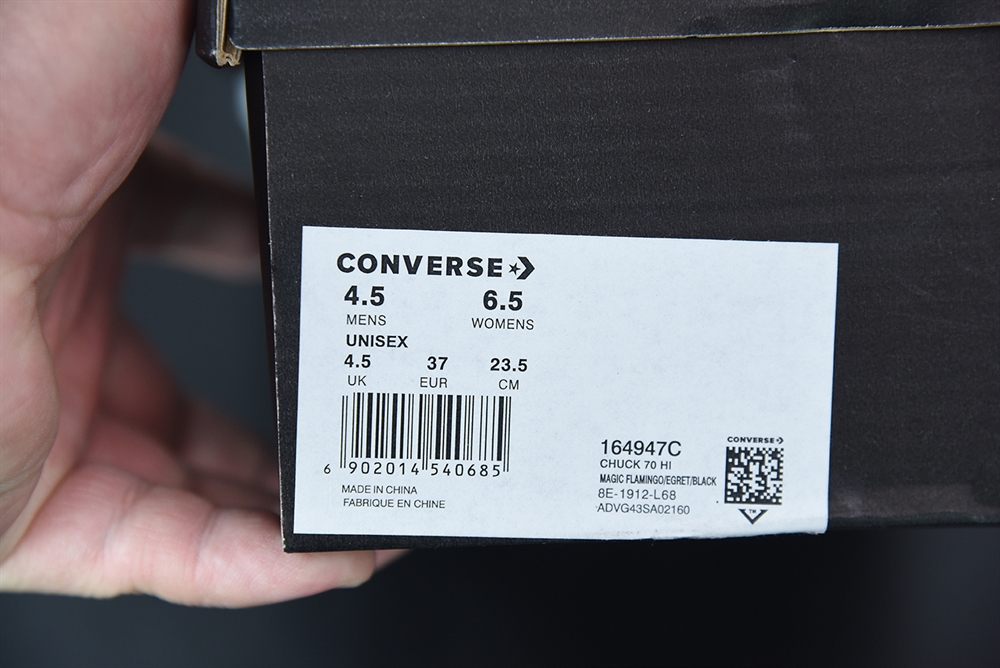 CONVERSE
4.5 6.5
MENS WOMENS
UNISEX
4.5 37 23.5
UK EUR CM
6 902014 540685
MADE IN CHINA
FABRIQUE EN CHINE
CONVERSE
164947C
CHUCK 70 HI
MAGIC FLAMINGO/EGRET/BLACK
8E-1912-L68
ADVG43SA02160
TM